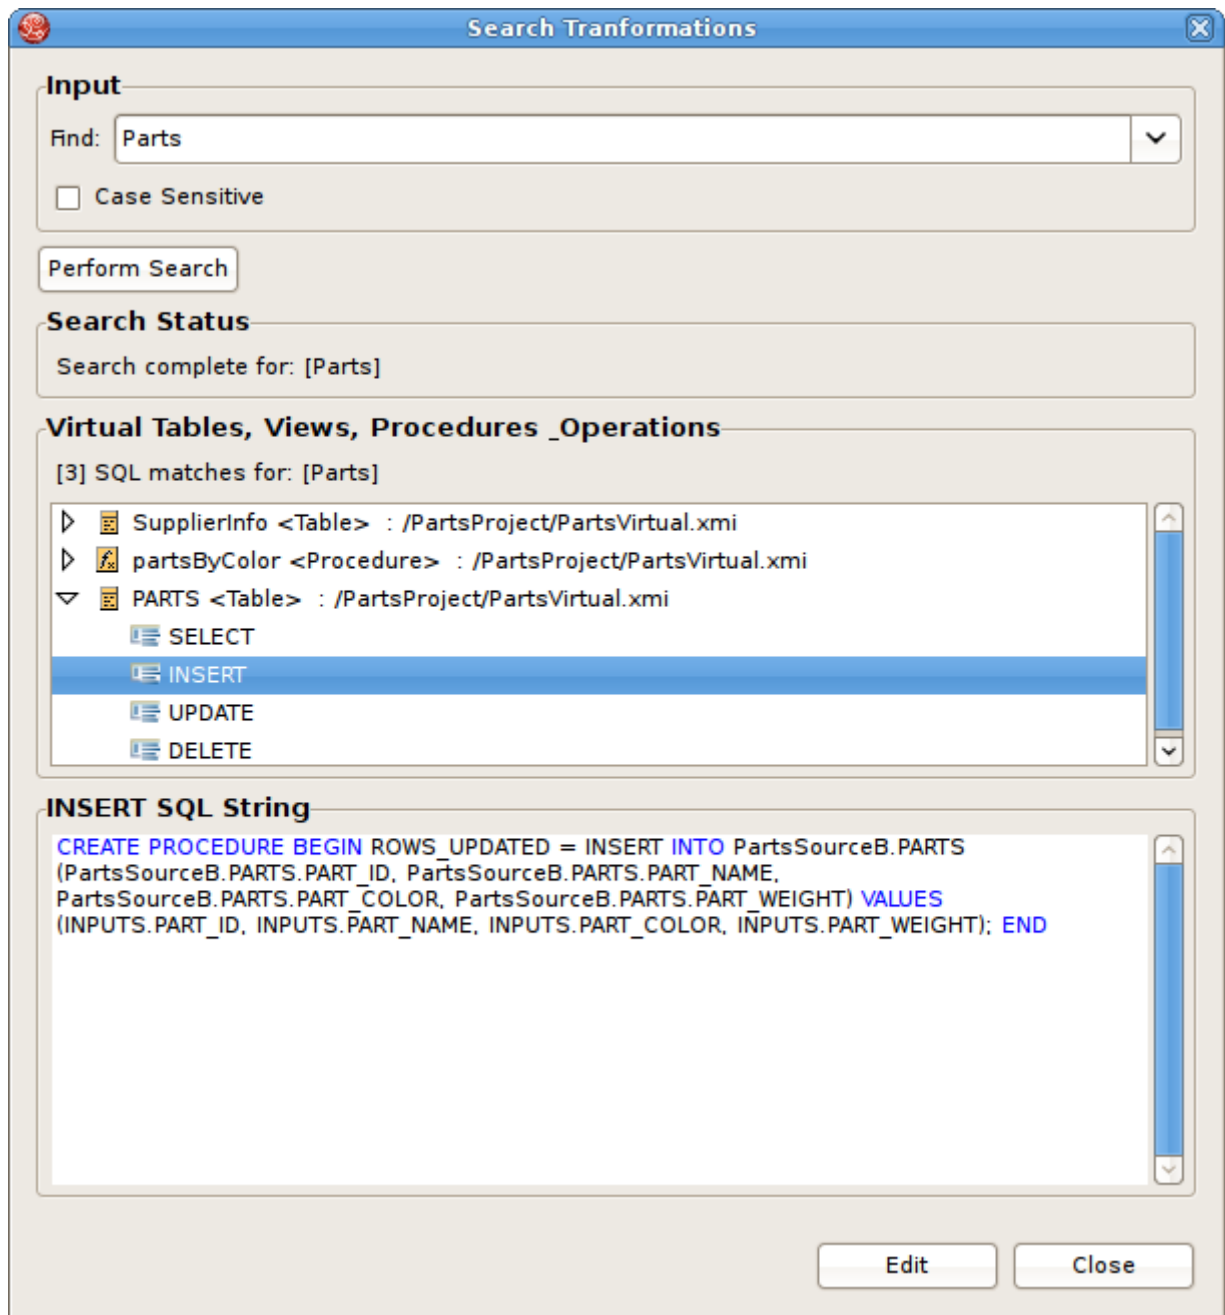 Search Tranformations
Input
Find: Parts
Case Sensitive
Perform Search
Search Status
Search complete for: [Parts]
Virtual Tables, Views, Procedures _Operations
[3] SQL matches for: [Parts]
SupplierInfo <Table>  : /PartsProject/PartsVirtual.xmi
partsByColor <Procedure>  : /PartsProject/PartsVirtual.xmi
PARTS <Table>  : /PartsProject/PartsVirtual.xmi
SELECT
INSERT
UPDATE
DELETE
INSERT SQL String
CREATE PROCEDURE BEGIN ROWS_UPDATED = INSERT INTO PartsSourceB.PARTS
(PartsSourceB.PARTS.PART_ID, PartsSourceB.PARTS.PART_NAME,
PartsSourceB.PARTS.PART_COLOR, PartsSourceB.PARTS.PART_WEIGHT) VALUES
(INPUTS.PART_ID, INPUTS.PART_NAME, INPUTS.PART_COLOR, INPUTS.PART_WEIGHT); END
Edit Close